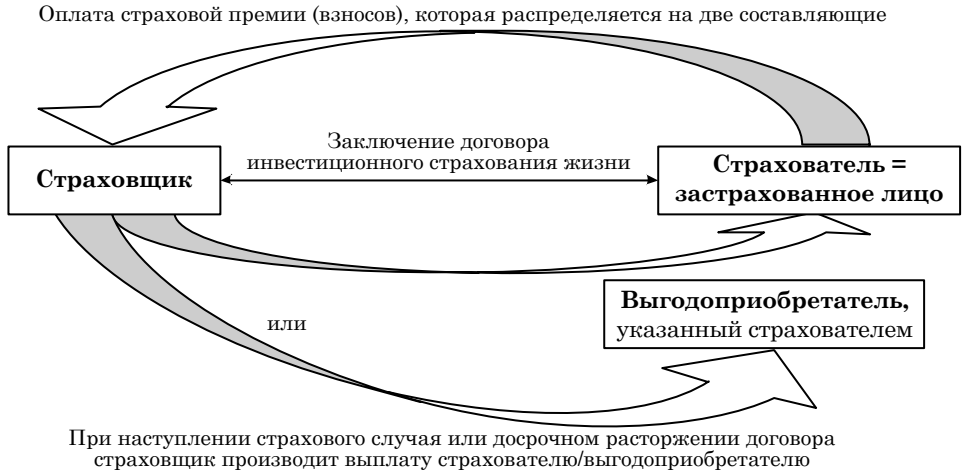 Оплата страховой премии (взносов), которая распределяется на две составляющие
Заключение договора
инвестиционного страхования жизни
Страховщик
Страхователь =
застрахованное лицо
Выгодоприобретатель,
указанный страхователем
или
При наступлении страхового случая или досрочном расторжении договора
страховщик производит выплату страхователю/выгодоприобретателю